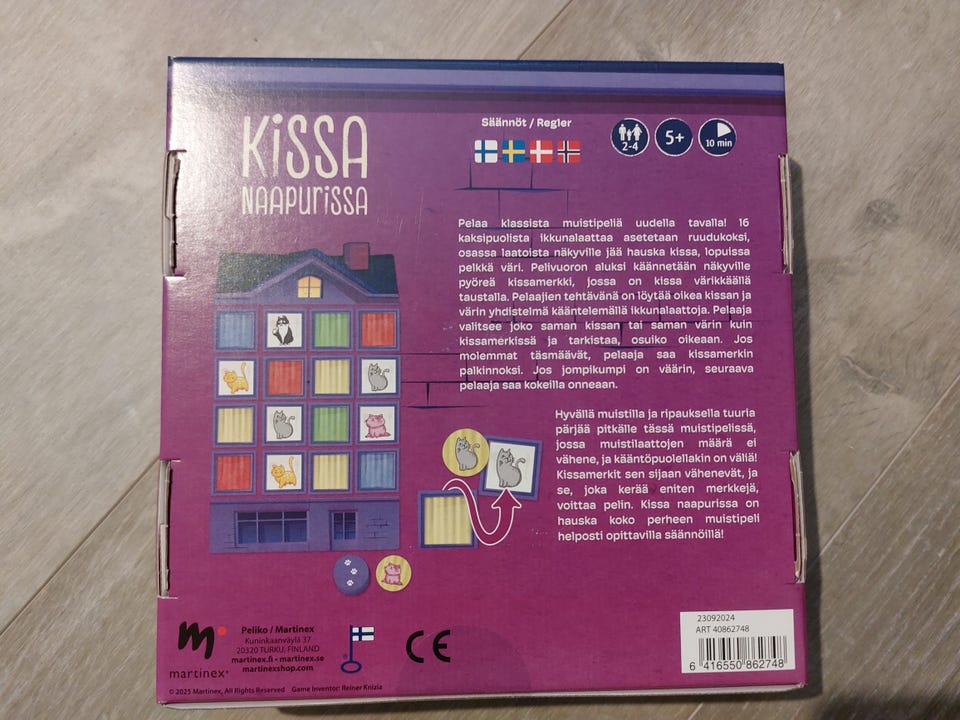 KiSSA
NAAPURiSSA
Säännöt / Regler
2-4
5+
10 min
Pelaa klassista muistipeliä uudella tavalla! 16
kaksipuolista ikkunalaattaa asetetaan ruudukoksi,
osassa laatoista näkyville jää hauska kissa, lopuissa
pelkkä väri. Pelivuoron aluksi käännetään näkyville
pyöreä kissamerkki, jossa on kissa värikkäällä
taustalla. Pelaajien tehtävänä on löytää oikea kissan ja
värin yhdistelmä kääntelemällä ikkunalaattoja. Pelaaja
valitsee joko saman kissan tai saman värin kuin
kissamerkissä ja tarkistaa, osuiko oikeaan. Jos
molemmat täsmäävät, pelaaja saa kissamerkin
palkinnoksi. Jos jompikumpi on väärin, seuraava
pelaaja saa kokeilla onneaan.
Hyvällä muistilla ja ripauksella tuuria
pärjää pitkälle tässä muistipelissä,
jossa muistilaattojen määrä ei
vähene, ja kääntöpuolellakin on väliä!
Kissamerkit sen sijaan vähenevät, ja
se, joka kerää eniten merkkejä,
voittaa pelin. Kissa naapurissa on
hauska koko perheen muistipeli
helposti opittavilla säännöillä!
m
martinex
Peliko / Martinex
Kuninkaanväylä 37
20320 TURKU, FINLAND
martinex.fi • martinex.se
martinexshop.com
CE
© 2025 Martinex, All Rights Reserved Game Inventor: Reiner Knizia
23092024
ART 40862748
6 416550 862748